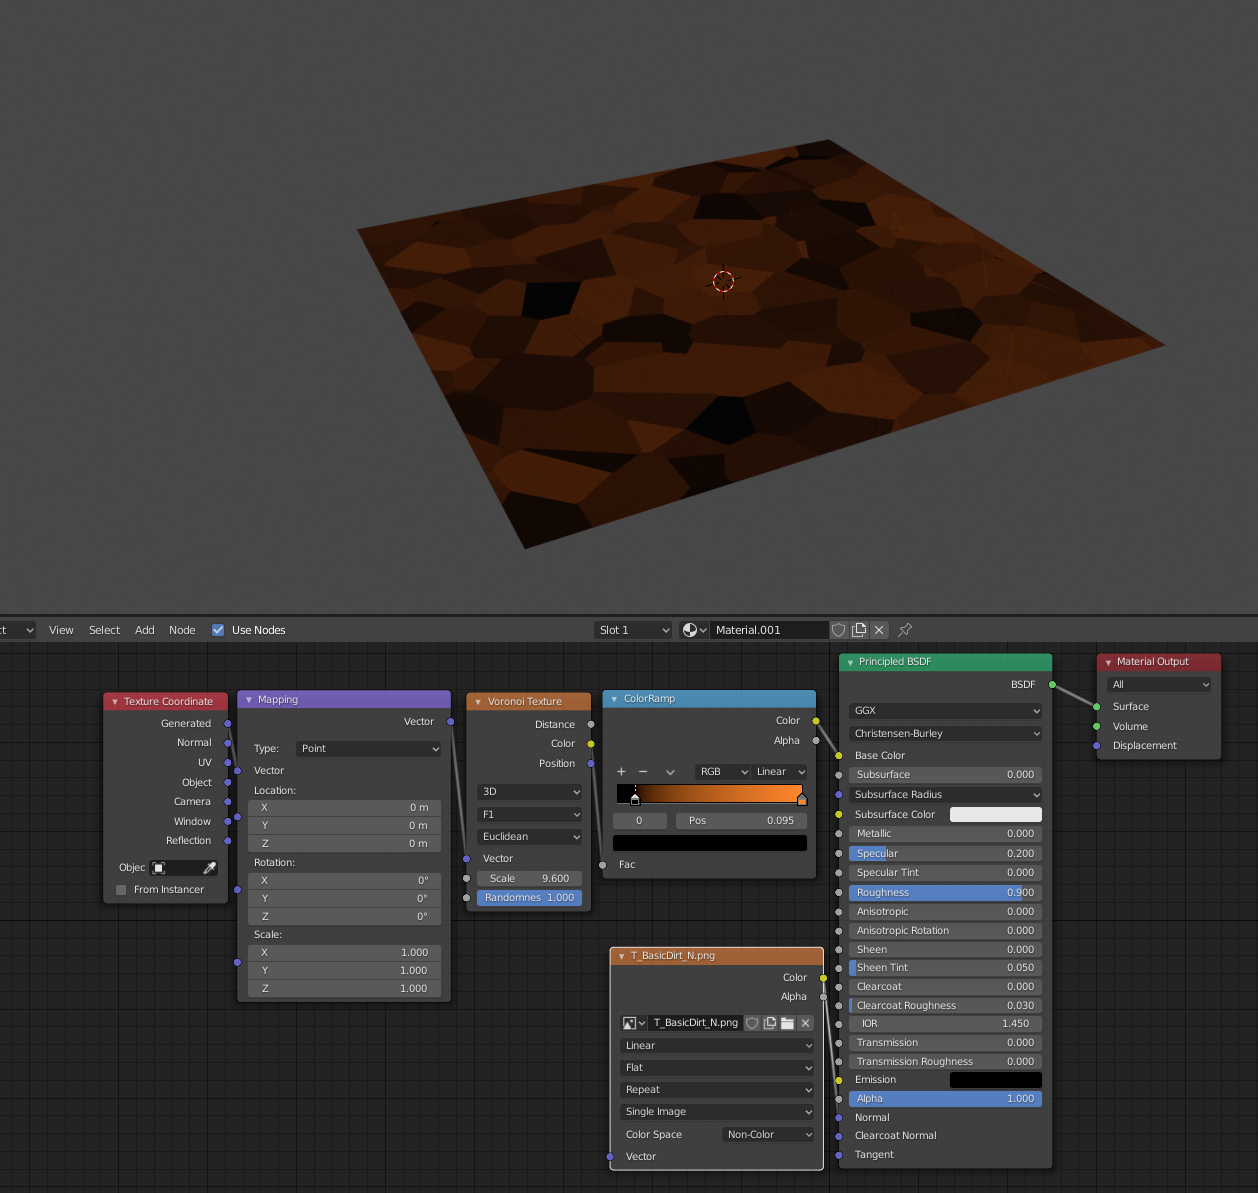 ct View Select Add Node Use Nodes Slot 1 Material.001
Texture Coordinate
Generated
Normal
UV
Object
Camera
Window
Reflection
Objec
From Instancer
Mapping
Vector
Type: Point
Vector
Location:
X 0 m
Y 0 m
Z 0 m
Rotation:
X 0°
Y 0°
Z 0°
Scale:
X 1.000
Y 1.000
Z 1.000
Voronoi Texture
Distance
Color
Position
3D
F1
Euclidean
Vector
Scale 9.600
Randomnes 1.000
ColorRamp
Color
Alpha
RGB Linear
0 Pos 0.095
Fac
T_BasicDirt_N.png
Color
Alpha
T_BasicDirt_N.png
Linear
Flat
Repeat
Single Image
Color Space Non-Color
Vector
Principled BSDF
BSDF
GGX
Christensen-Burley
Base Color
Subsurface 0.000
Subsurface Radius
Subsurface Color
Metallic 0.000
Specular 0.200
Specular Tint 0.000
Roughness 0.900
Anisotropic 0.000
Anisotropic Rotation 0.000
Sheen 0.000
Sheen Tint 0.050
Clearcoat 0.000
Clearcoat Roughness 0.030
IOR 1.450
Transmission 0.000
Transmission Roughness 0.000
Emission
Alpha 1.000
Normal
Clearcoat Normal
Tangent
Material Output
All
Surface
Volume
Displacement